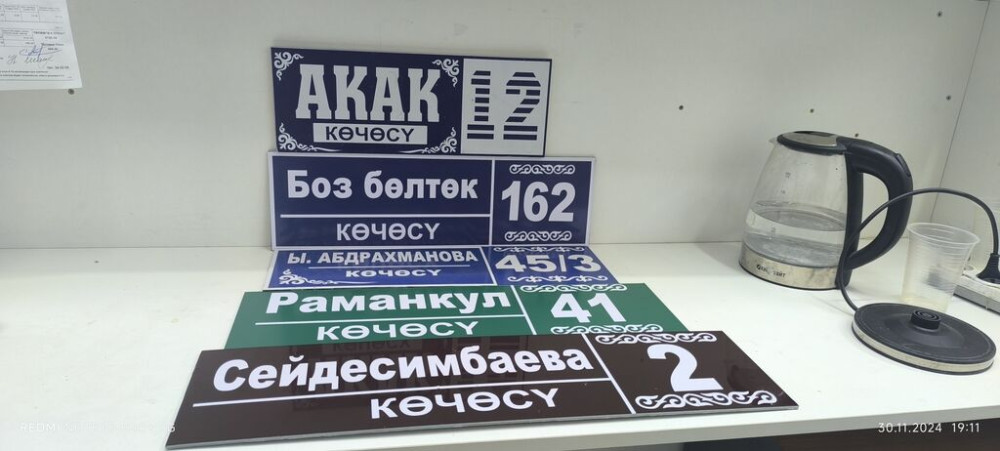 АКАК
КӨЧӨСҮ
12
Боз бөлтөк
КӨЧӨСҮ
162
Ы. АБДРАХМАНОВА
КӨЧӨСҮ
45/3
Раманкул
КӨЧӨСҮ
41
Сейдесимбаева
КӨЧӨСҮ
2
30.11.2024 19:11